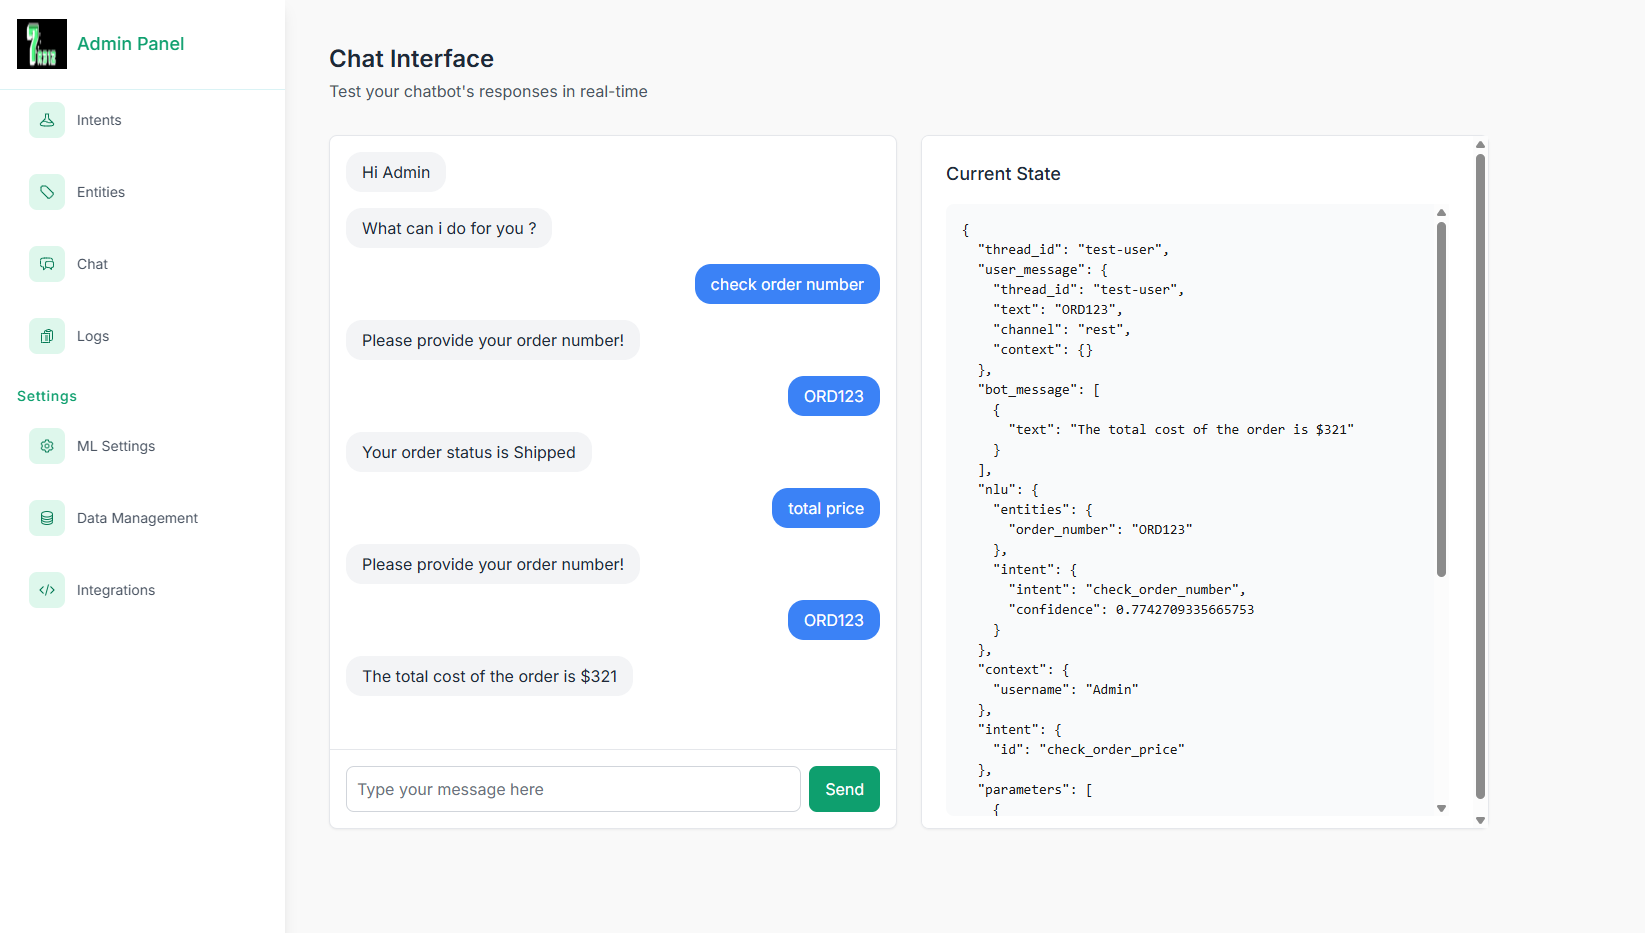 Admin Panel
Intents
Entities
Chat
Logs
Settings
ML Settings
Data Management
Integrations
Chat Interface
Test your chatbot's responses in real-time
Hi Admin
What can i do for you ?
check order number
Please provide your order number!
ORD123
Your order status is Shipped
total price
Please provide your order number!
ORD123
The total cost of the order is $321
Type your message here
Send
Current State
{
"thread_id": "test-user",
"user_message": {
"thread_id": "test-user",
"text": "ORD123",
"channel": "rest",
"context": {}
},
"bot_message": [
{
"text": "The total cost of the order is $321"
}
],
"nlu": {
"entities": {
"order_number": "ORD123"
},
"intent": {
"intent": "check_order_number",
"confidence": 0.7742709335665753
}
},
"context": {
"username": "Admin"
},
"intent": {
"id": "check_order_price"
},
"parameters": [
{